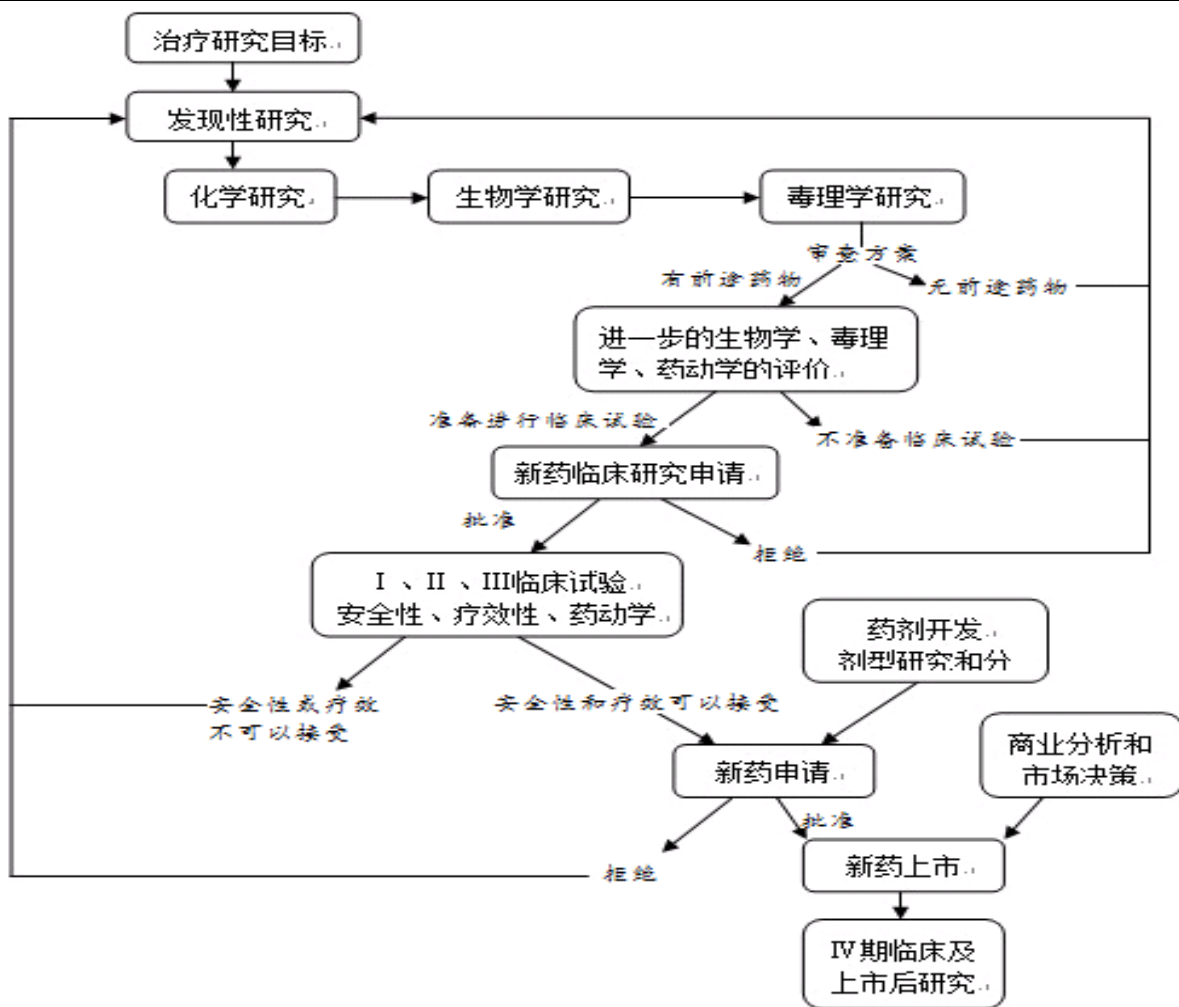 治疗研究目标
发现性研究
化学研究
生物学研究
毒理学研究
审查方案
有前途药物
无前途药物
进一步的生物学、毒理
学、药动学的评价
准备进行临床试验
不准备临床试验
新药临床研究申请
批准
拒绝
I、II、III临床试验
安全性、疗效性、药动学
药剂开发
剂型研究和分
安全性或疗效
不可以接受
安全性和疗效可以接受
商业分析和
市场决策
新药申请
批准
拒绝
新药上市
IV期临床及
上市后研究